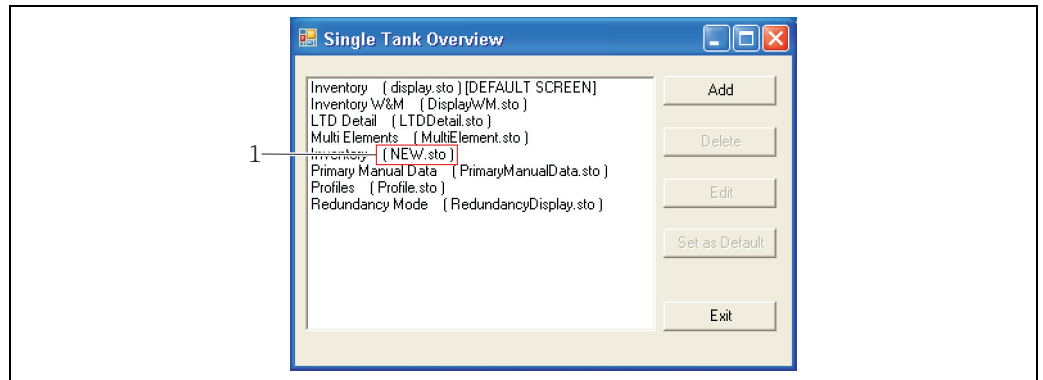 Single Tank Overview
Inventory ( display.sto ) [DEFAULT SCREEN]
Inventory W&M ( DisplayWM.sto )
LTD Detail ( LTDDetail.sto )
Multi Elements ( MultiElement.sto )
1
Inventory ( NEW.sto )
Primary Manual Data ( PrimaryManualData.sto )
Profiles ( Profile.sto )
Redundancy Mode ( RedundancyDisplay.sto )
Add
Delete
Edit
Set as Default
Exit